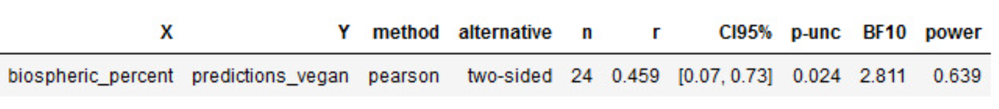 X Y method alternative n r CI95% p-unc BF10 power
biospheric_percent predictions_vegan pearson two-sided 24 0.459 [0.07, 0.73] 0.024 2.811 0.639